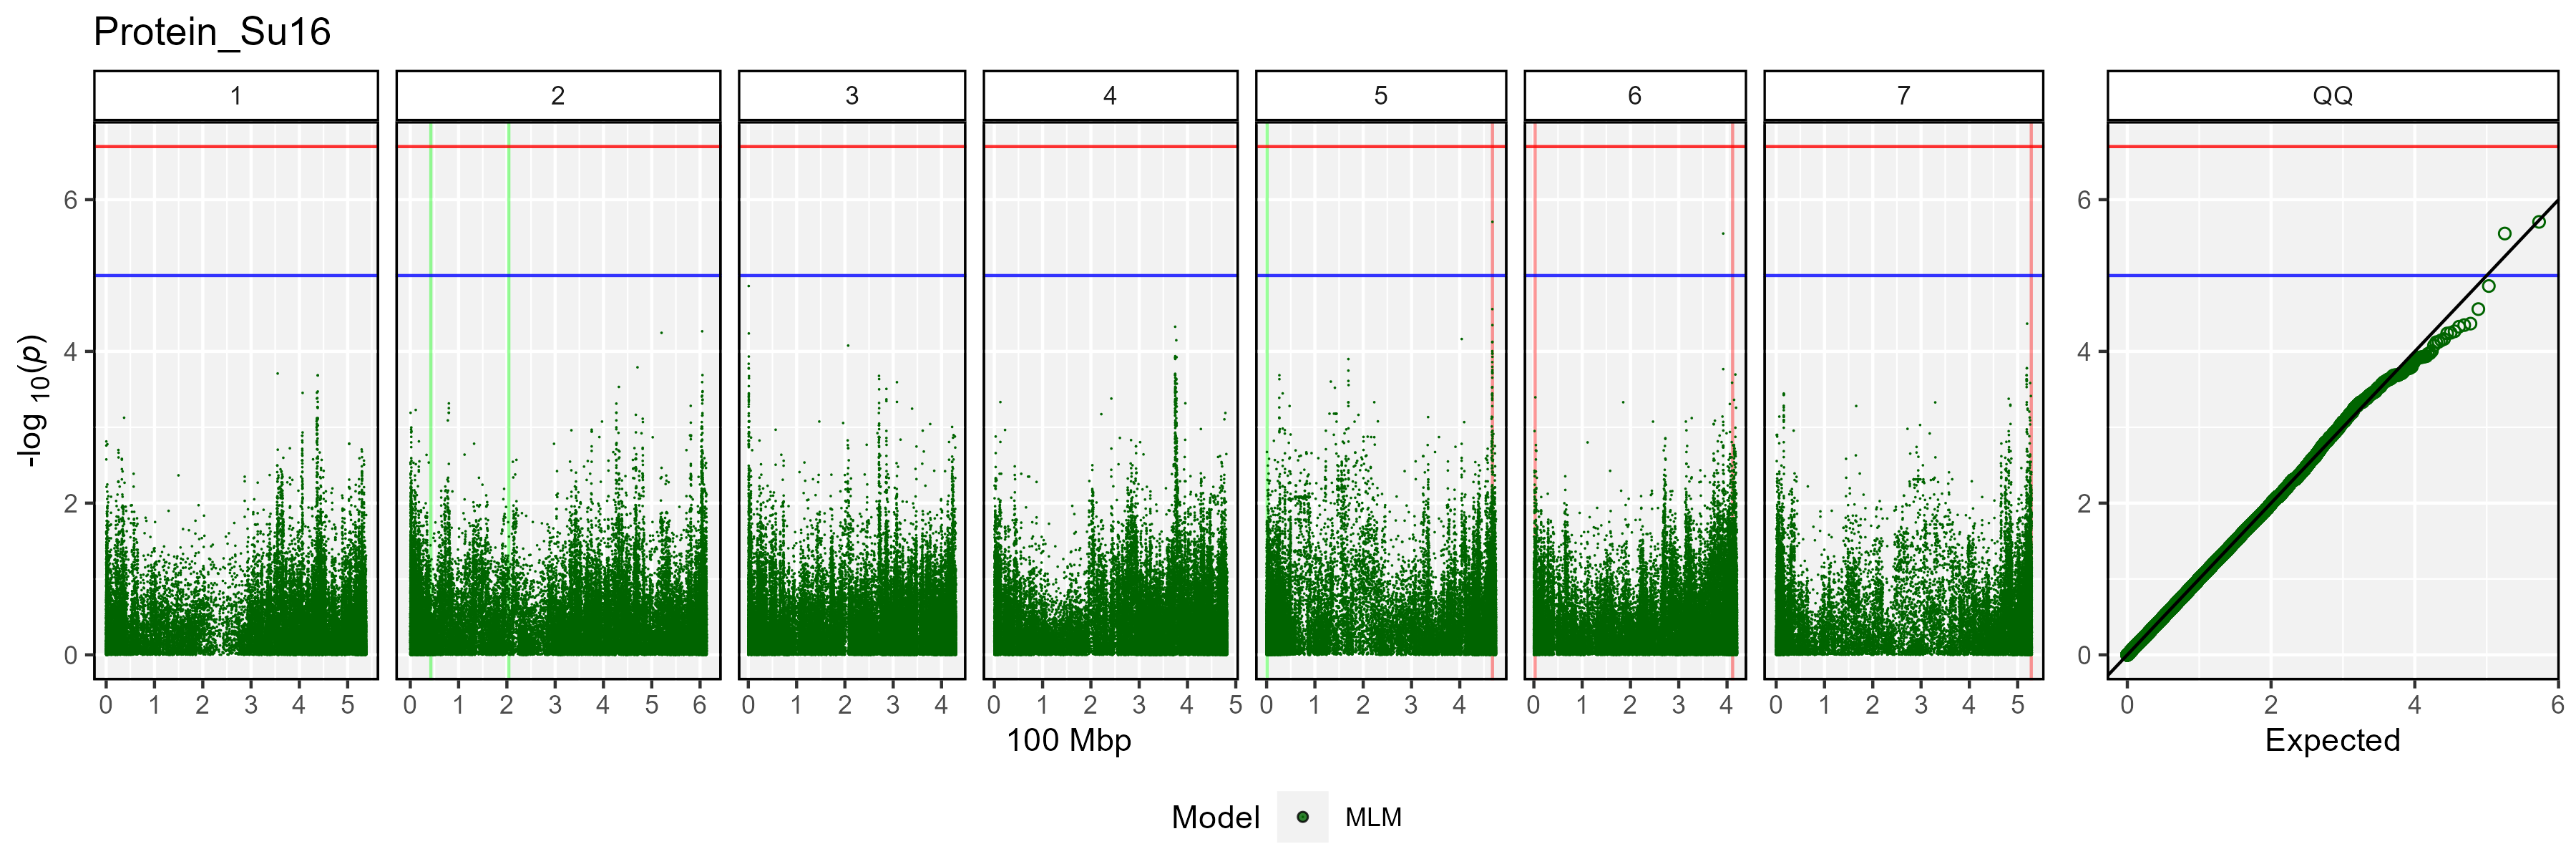 Protein_Su16
1 2 3 4 5 6 7 QQ
-log 10(p)
6
4
2
0
6
4
2
0
0 1 2 3 4 5
0 1 2 3 4 5 6
0 1 2 3 4
0 1 2 3 4 5
0 1 2 3 4
0 1 2 3 4
0 1 2 3 4 5
0 2 4 6
100 Mbp
Expected
Model MLM